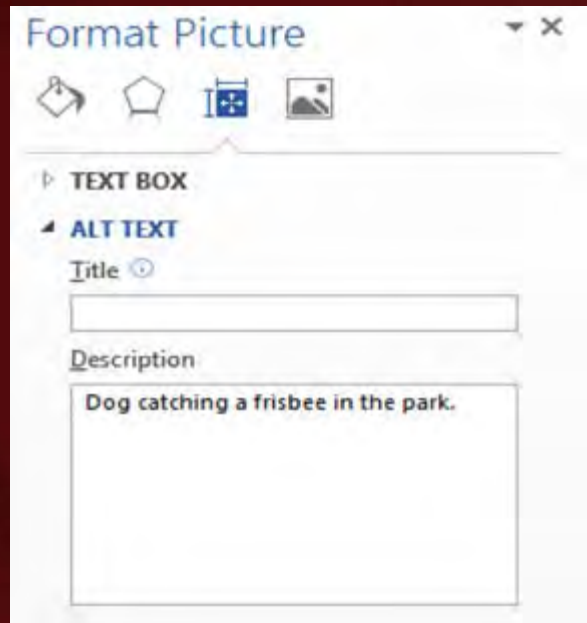 Format Picture
TEXT BOX
ALT TEXT
Title
Description
Dog catching a frisbee in the park.